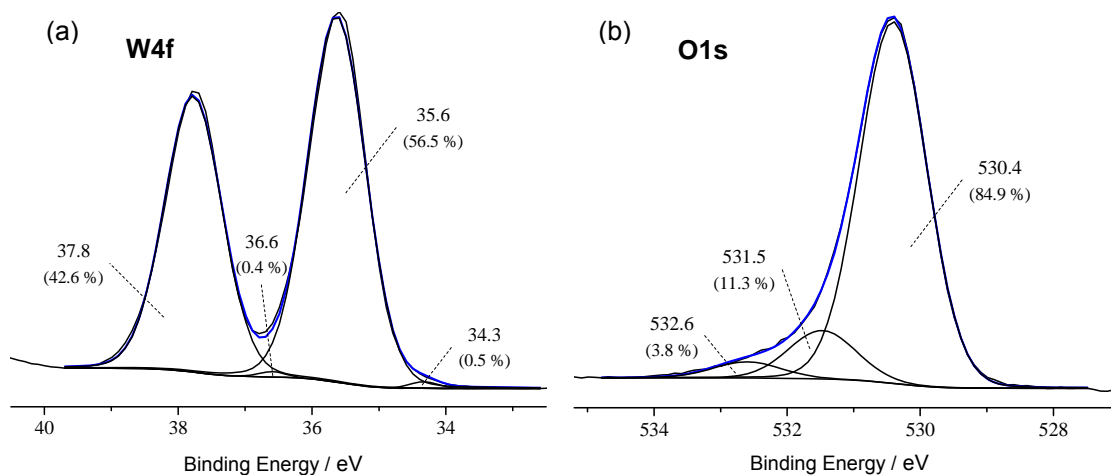 (a)
W4f
35.6
(56.5 %)
37.8
(42.6 %)
36.6
(0.4 %)
34.3
(0.5 %)
40 38 36 34
Binding Energy / eV
(b)
O1s
530.4
(84.9 %)
531.5
(11.3 %)
532.6
(3.8 %)
534 532 530 528
Binding Energy / eV